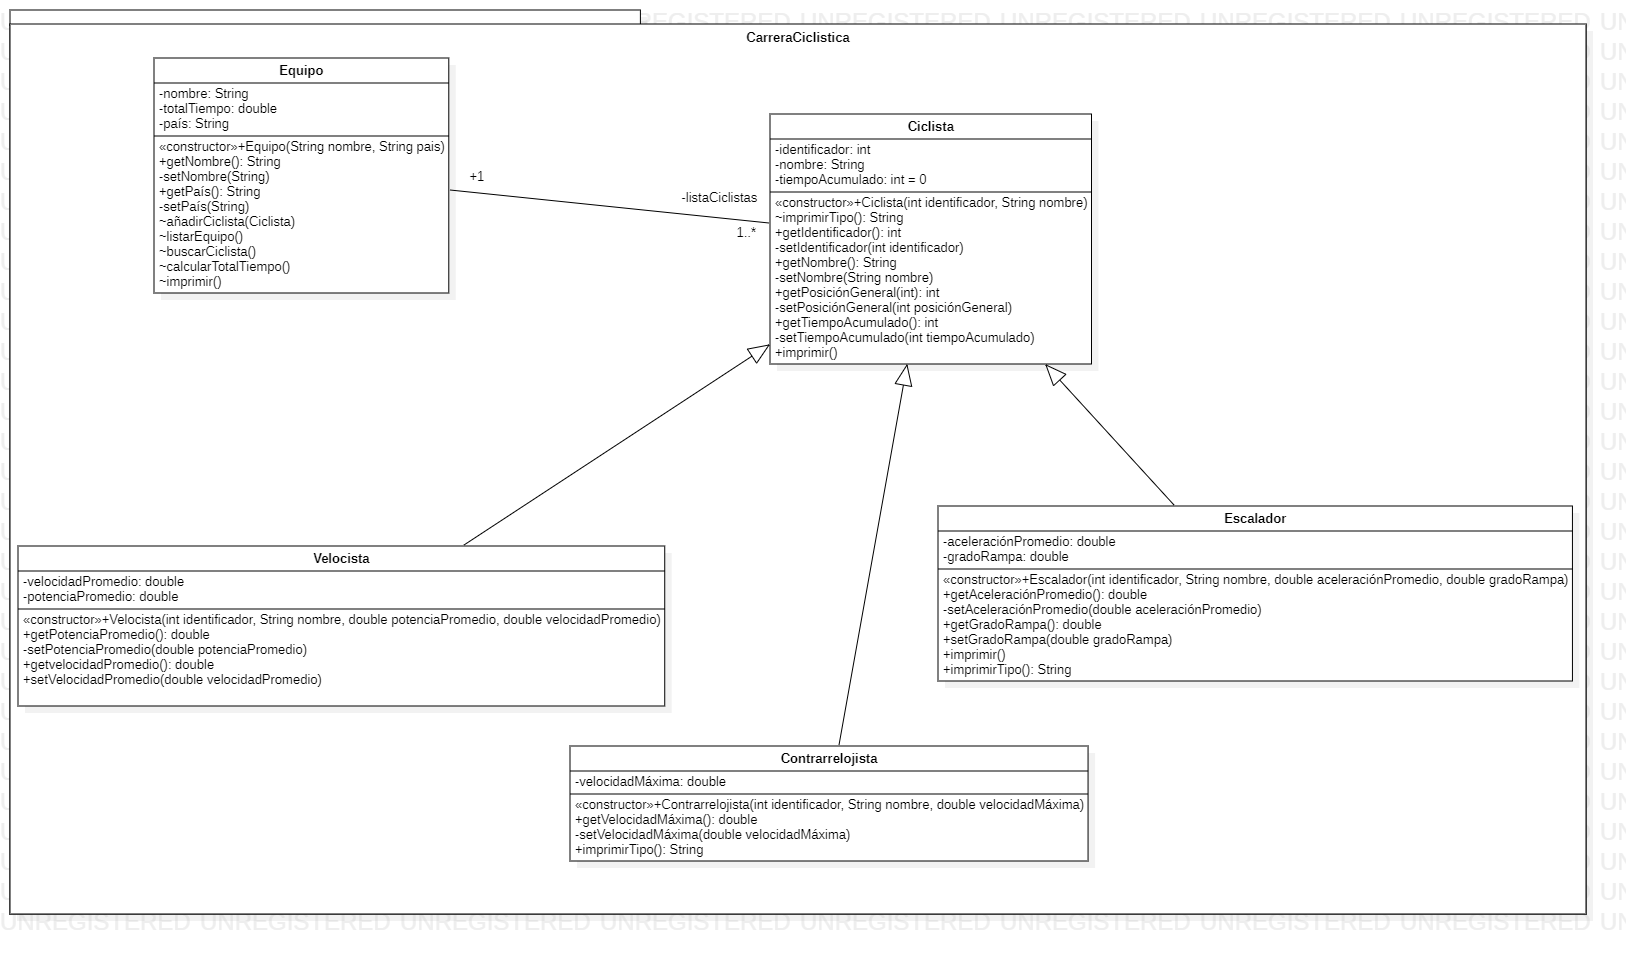 UNREGISTERED UNREGISTERED UNREGISTERED UNREGISTERED UNREGISTERED
CarreraCiclistica
Equipo
-nombre: String
-totalTiempo: double
-país: String
«constructor»+Equipo(String nombre, String pais)
+getNombre(): String
-setNombre(String)
+getPaís(): String
-setPaís(String)
~añadirCiclista(Ciclista)
~listarEquipo()
~buscarCiclista()
~calcularTotalTiempo()
~imprimir()
+1
-listaCiclistas
1..*
Ciclista
-identificador: int
-nombre: String
-tiempoAcumulado: int = 0
«constructor»+Ciclista(int identificador, String nombre)
~imprimirTipo(): String
+getIdentificador(): int
-setIdentificador(int identificador)
+getNombre(): String
-setNombre(String nombre)
+getPosiciónGeneral(int): int
-setPosiciónGeneral(int posiciónGeneral)
+getTiempoAcumulado(): int
-setTiempoAcumulado(int tiempoAcumulado)
+imprimir()
Velocista
-velocidadPromedio: double
-potenciaPromedio: double
«constructor»+Velocista(int identificador, String nombre, double potenciaPromedio, double velocidadPromedio)
+getPotenciaPromedio(): double
-setPotenciaPromedio(double potenciaPromedio)
+getvelocidadPromedio(): double
+setVelocidadPromedio(double velocidadPromedio)
Escalador
-aceleraciónPromedio: double
-gradoRampa: double
«constructor»+Escalador(int identificador, String nombre, double aceleraciónPromedio, double gradoRampa)
+getAceleraciónPromedio(): double
-setAceleraciónPromedio(double aceleraciónPromedio)
+getGradoRampa(): double
+setGradoRampa(double gradoRampa)
+imprimir()
+imprimirTipo(): String
Contrarrelojista
-velocidadMáxima: double
«constructor»+Contrarrelojista(int identificador, String nombre, double velocidadMáxima)
+getVelocidadMáxima(): double
-setVelocidadMáxima(double velocidadMáxima)
+imprimirTipo(): String
UNREGISTERED UNREGISTERED UNREGISTERED UNREGISTERED UNREGISTERED UNREGISTERED UNREGISTERED UNREGISTERED